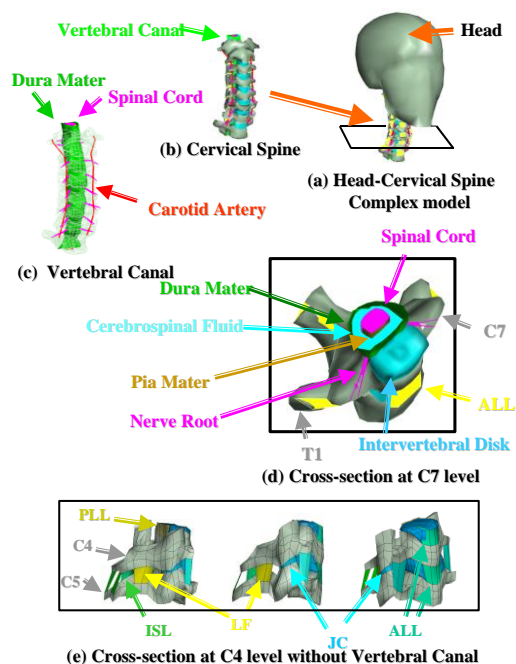 Vertebral Canal
Head
Dura Mater
Spinal Cord
(b) Cervical Spine
(a) Head-Cervical Spine
Complex model
Carotid Artery
(c) Vertebral Canal
Spinal Cord
Dura Mater
Cerebrospinal Fluid
C7
Pia Mater
ALL
Nerve Root
Intervertebral Disk
T1
(d) Cross-section at C7 level
PLL
C4
C5
ISL
LF
JC
ALL
(e) Cross-section at C4 level without Vertebral Canal